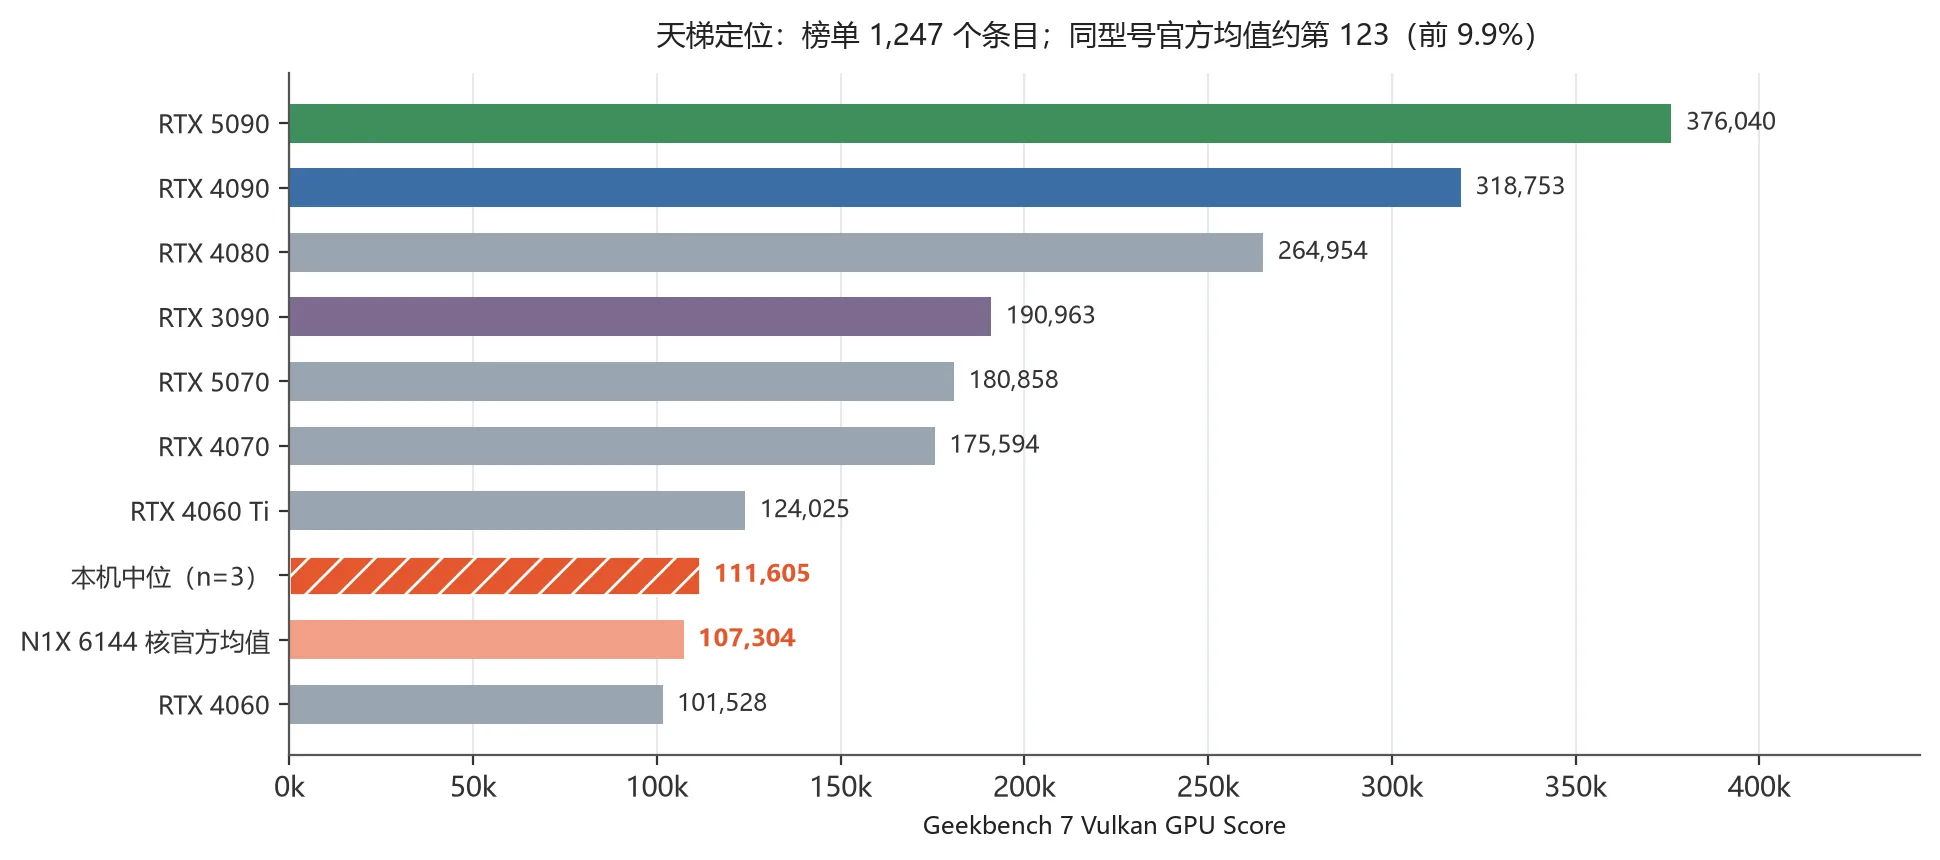 天梯定位：榜单 1,247 个条目；同型号官方均值约第 123（前 9.9%）
RTX 5090 376,040
RTX 4090 318,753
RTX 4080 264,954
RTX 3090 190,963
RTX 5070 180,858
RTX 4070 175,594
RTX 4060 Ti 124,025
本机中位（n=3） 111,605
N1X 6144 核官方均值 107,304
RTX 4060 101,528
0k 50k 100k 150k 200k 250k 300k 350k 400k
Geekbench 7 Vulkan GPU Score